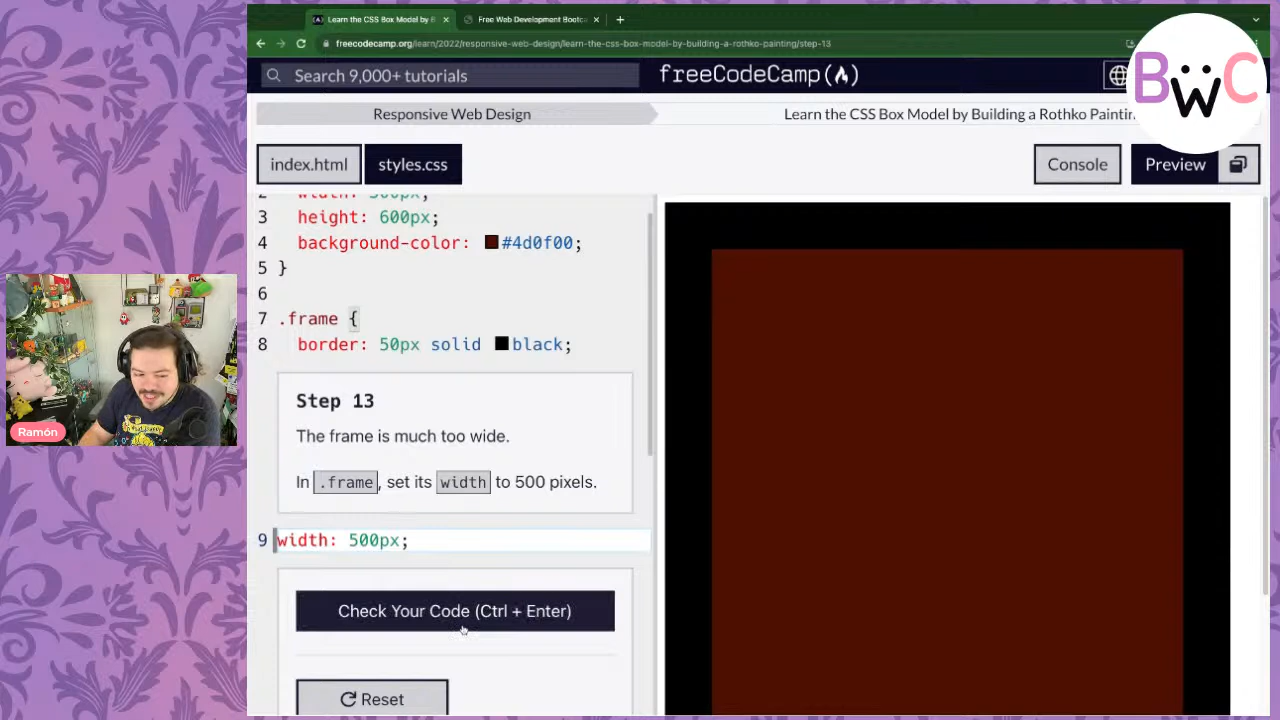 Learn the CSS Box Model by B
Free Web Development Bootc
freecodecamp.org/learn/2022/responsive-web-design/learn-the-css-box-model-by-building-a-rothko-painting/step-13
Search 9,000+ tutorials
freeCodeCamp
BWC
Responsive Web Design
Learn the CSS Box Model by Building a Rothko Paintin
index.html
styles.css
Console
Preview
3 height: 600px;
4 background-color: #4d0f00;
5 }
6
7 .frame {
8 border: 50px solid black;
Step 13
The frame is much too wide.
In .frame, set its width to 500 pixels.
9 width: 500px;
Check Your Code (Ctrl + Enter)
Reset
Ramón